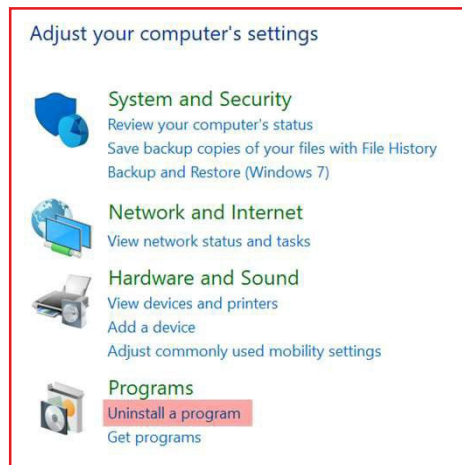 Adjust your computer's settings
System and Security
Review your computer's status
Save backup copies of your files with File History
Backup and Restore (Windows 7)
Network and Internet
View network status and tasks
Hardware and Sound
View devices and printers
Add a device
Adjust commonly used mobility settings
Programs
Uninstall a program
Get programs